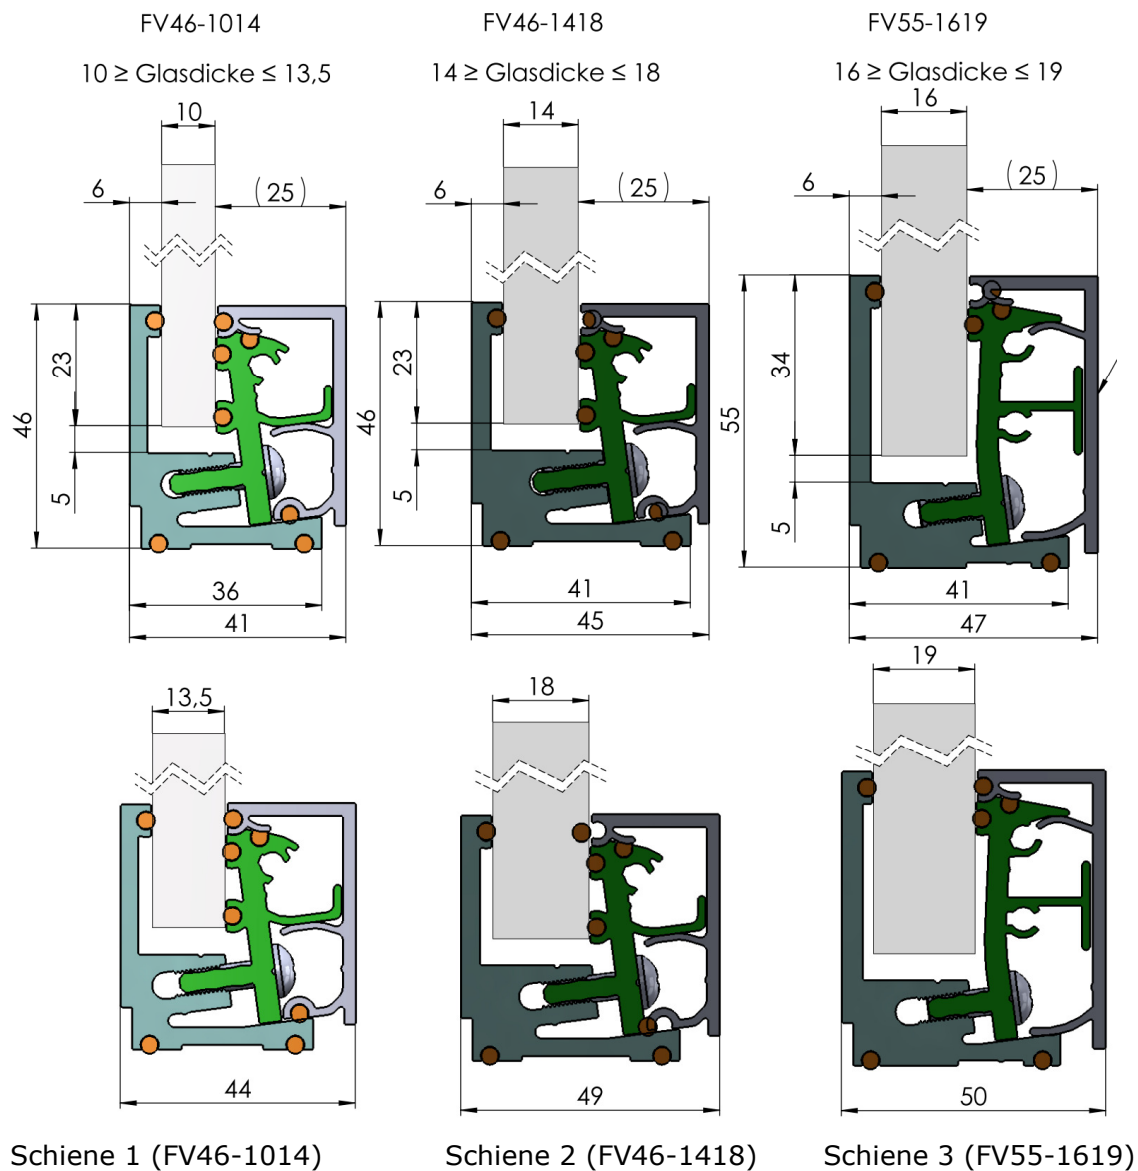 FV46-1014 FV46-1418 FV55-1619
10 ≥ Glasdicke ≤ 13,5 14 ≥ Glasdicke ≤ 18 16 ≥ Glasdicke ≤ 19
10 14 16
6 (25) 6 (25) 6 (25)
46 23 5 46 23 5 55 34 5
36 41 41
41 45 47
13,5 18 19
44 49 50
Schiene 1 (FV46-1014) Schiene 2 (FV46-1418) Schiene 3 (FV55-1619)